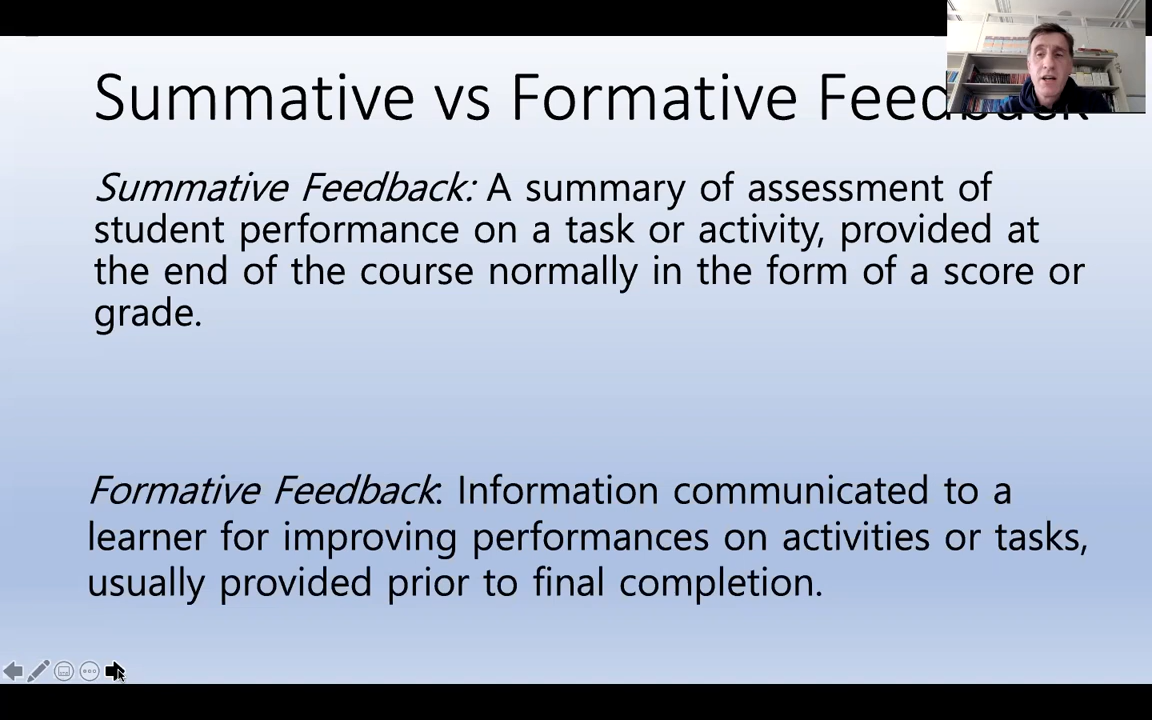 Summative vs Formative Feedback
Summative Feedback: A summary of assessment of
student performance on a task or activity, provided at
the end of the course normally in the form of a score or
grade.
Formative Feedback: Information communicated to a
learner for improving performances on activities or tasks,
usually provided prior to final completion.